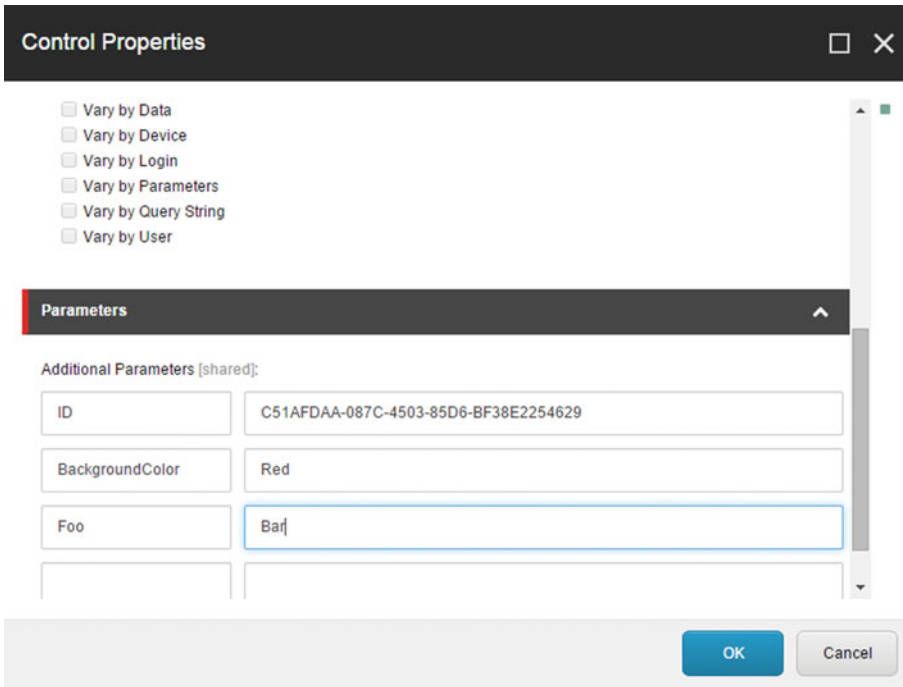 Control Properties
Vary by Data
Vary by Device
Vary by Login
Vary by Parameters
Vary by Query String
Vary by User
Parameters
Additional Parameters [shared]:
ID C51AFDAA-087C-4503-85D6-BF38E2254629
BackgroundColor Red
Foo Bar
OK Cancel